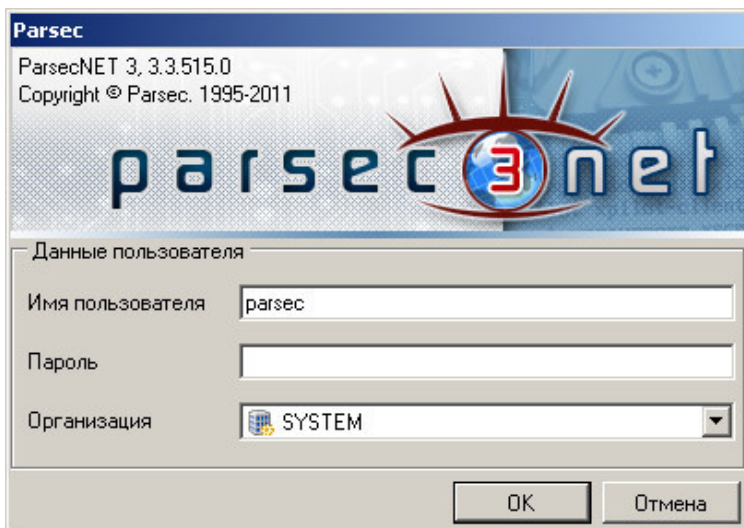 Parsec
ParsecNET 3, 3.3.515.0
Copyright © Parsec. 1995-2011
parsec 3 net
Данные пользователя
Имя пользователя parsec
Пароль
Организация SYSTEM
OK Отмена